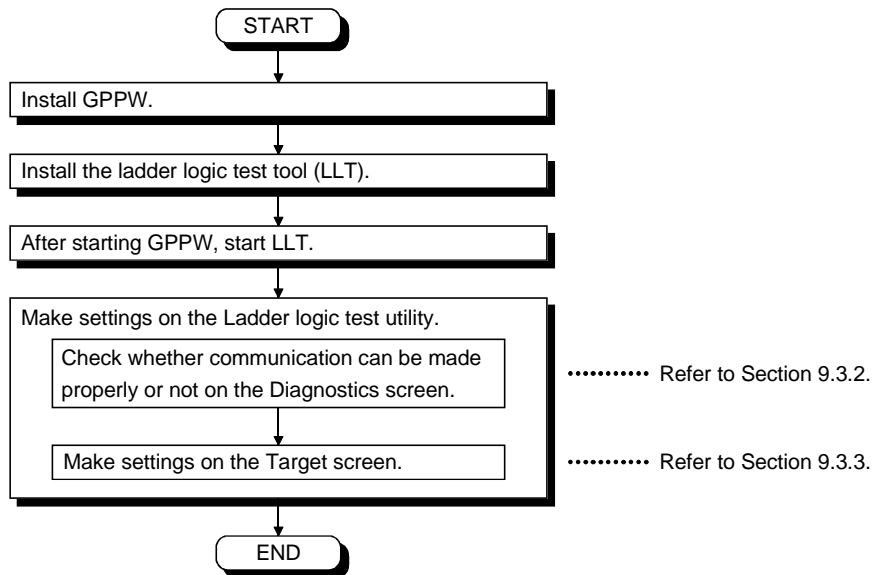 START
Install GPPW.
Install the ladder logic test tool (LLT).
After starting GPPW, start LLT.
Make settings on the Ladder logic test utility.
Check whether communication can be made
properly or not on the Diagnostics screen.
Refer to Section 9.3.2.
Make settings on the Target screen.
Refer to Section 9.3.3.
END